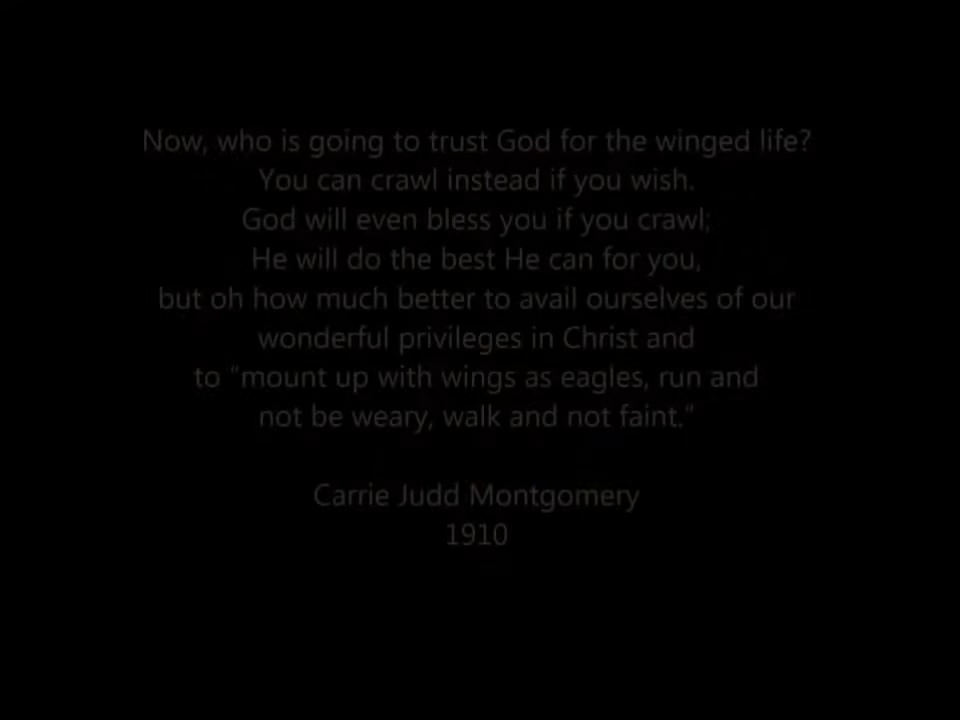 Now, who is going to trust God for the winged life?
You can crawl instead if you wish.
God will even bless you if you crawl;
He will do the best He can for you,
but oh how much better to avail ourselves of our
wonderful privileges in Christ and
to "mount up with wings as eagles, run and
not be weary, walk and not faint."
Carrie Judd Montgomery
1910